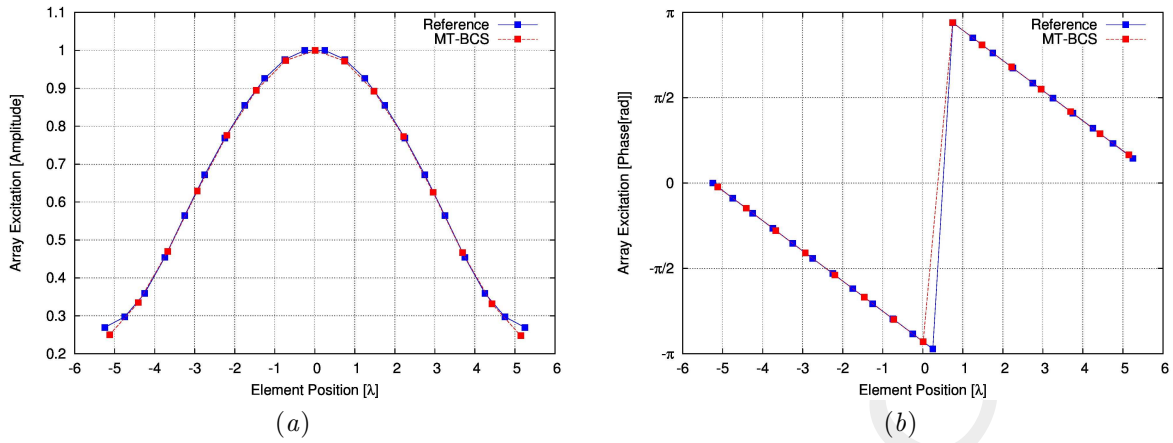 1.1
1
0.9
0.8
0.7
0.6
0.5
0.4
0.3
0.2
Array Excitation [Amplitude]
Reference
MT-BCS
-6 -5 -4 -3 -2 -1 0 1 2 3 4 5 6
Element Position [λ]
(a)
π
π/2
0
-π/2
-π
Array Excitation [Phase[rad]]
Reference
MT-BCS
-6 -5 -4 -3 -2 -1 0 1 2 3 4 5 6
Element Position [λ]
(b)